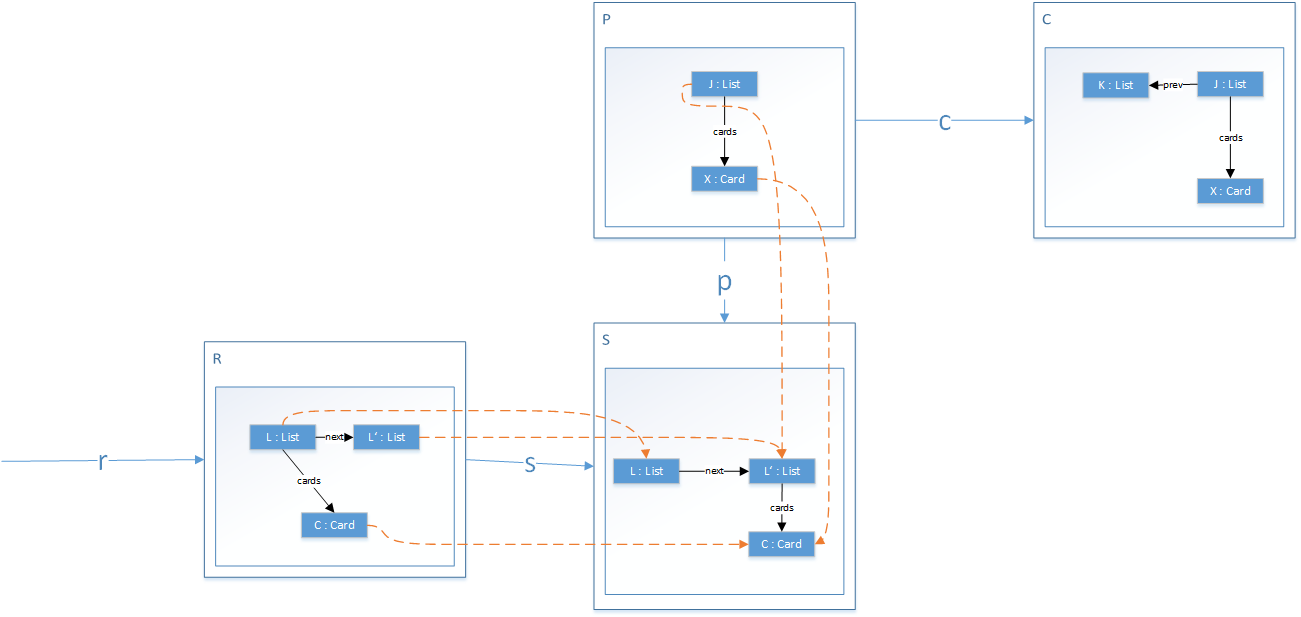 P
J : List
cards
X : Card
c
C
K : List
prev
J : List
cards
X : Card
p
r
R
L : List
next
L’ : List
cards
C : Card
s
S
L : List
next
L’ : List
cards
C : Card